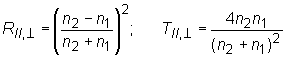 R//,⊥ = ((n₂ − n₁)/(n₂ + n₁))²; T//,⊥ = 4n₂n₁/(n₂ + n₁)²